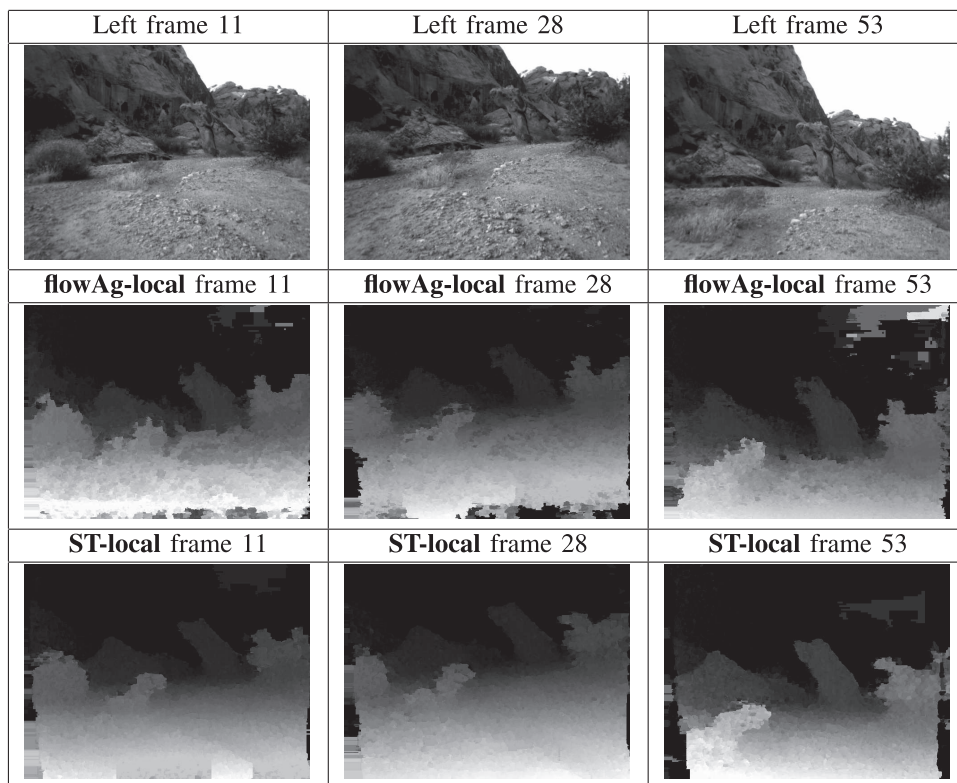 Left frame 11
Left frame 28
Left frame 53
flowAg-local frame 11
flowAg-local frame 28
flowAg-local frame 53
ST-local frame 11
ST-local frame 28
ST-local frame 53